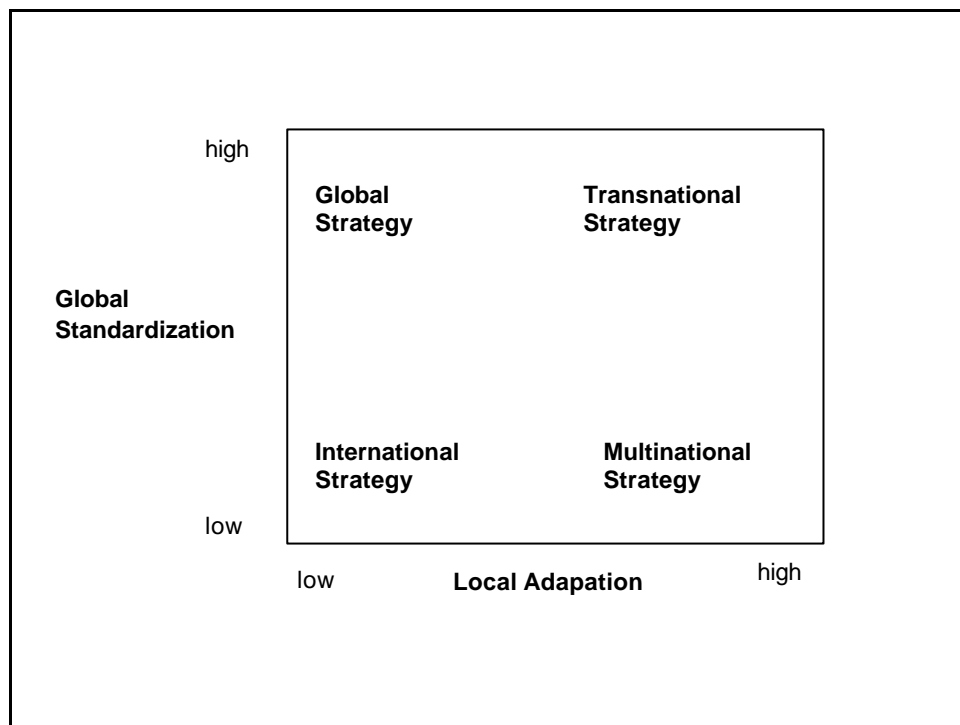 high
Global
Strategy
Transnational
Strategy
Global
Standardization
International
Strategy
Multinational
Strategy
low
low
Local Adapation
high